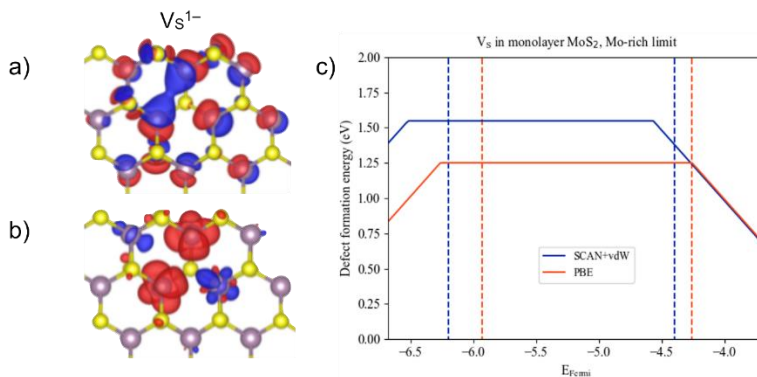 V_S^1–
a)
b)
c)
V_S in monolayer MoS_2, Mo-rich limit
Defect formation energy (eV)
2.00
1.75
1.50
1.25
1.00
0.75
0.50
0.25
0.00
SCAN+vdW
PBE
−6.5 −6.0 −5.5 −5.0 −4.5 −4.0
E_Fermi